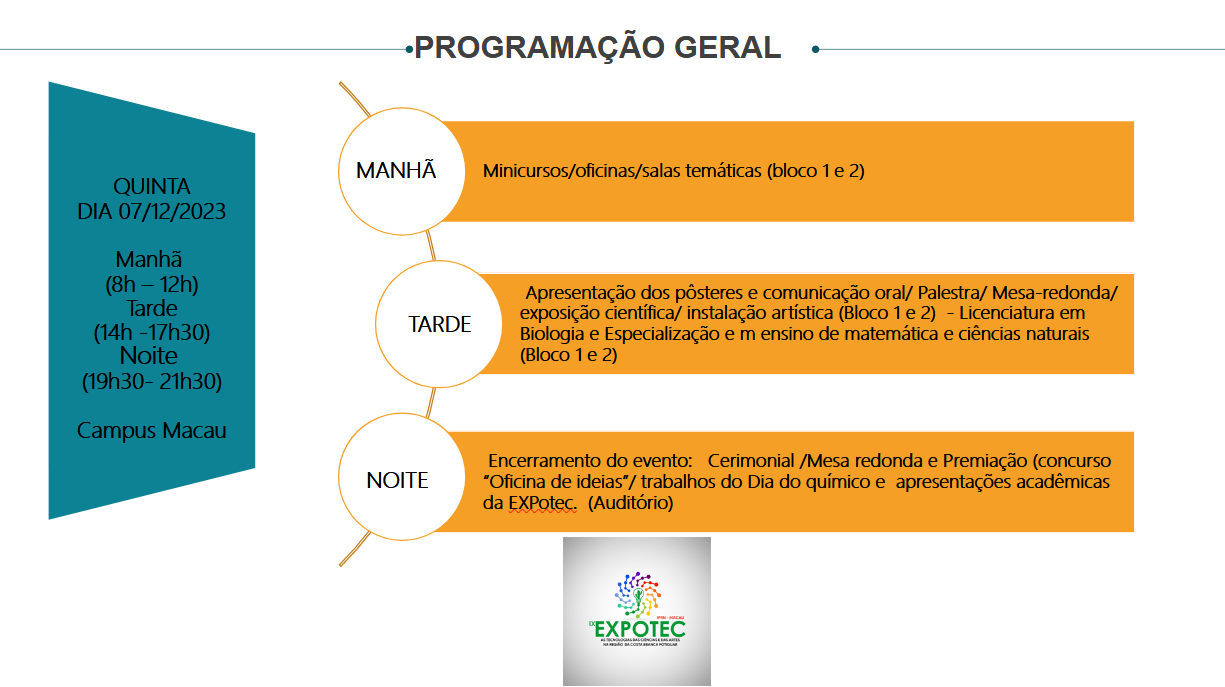 PROGRAMAÇÃO GERAL
QUINTA
DIA 07/12/2023
Manhã
(8h – 12h)
Tarde
(14h -17h30)
Noite
(19h30- 21h30)
Campus Macau
MANHÃ
Minicursos/oficinas/salas temáticas (bloco 1 e 2)
TARDE
Apresentação dos pôsteres e comunicação oral/ Palestra/ Mesa-redonda/
exposição científica/ instalação artística (Bloco 1 e 2)  - Licenciatura em
Biologia e Especialização e m ensino de matemática e ciências naturais
(Bloco 1 e 2)
NOITE
Encerramento do evento:   Cerimonial /Mesa redonda e Premiação (concurso
"Oficina de ideias"/ trabalhos do Dia do químico e  apresentações acadêmicas
da EXPotec.  (Auditório)
IFRN - MACAU
IX EXPOTEC
AS TECNOLOGIAS DAS CIÊNCIAS E DAS ARTES
NA REGIÃO DA COSTA BRANCA POTIGUAR